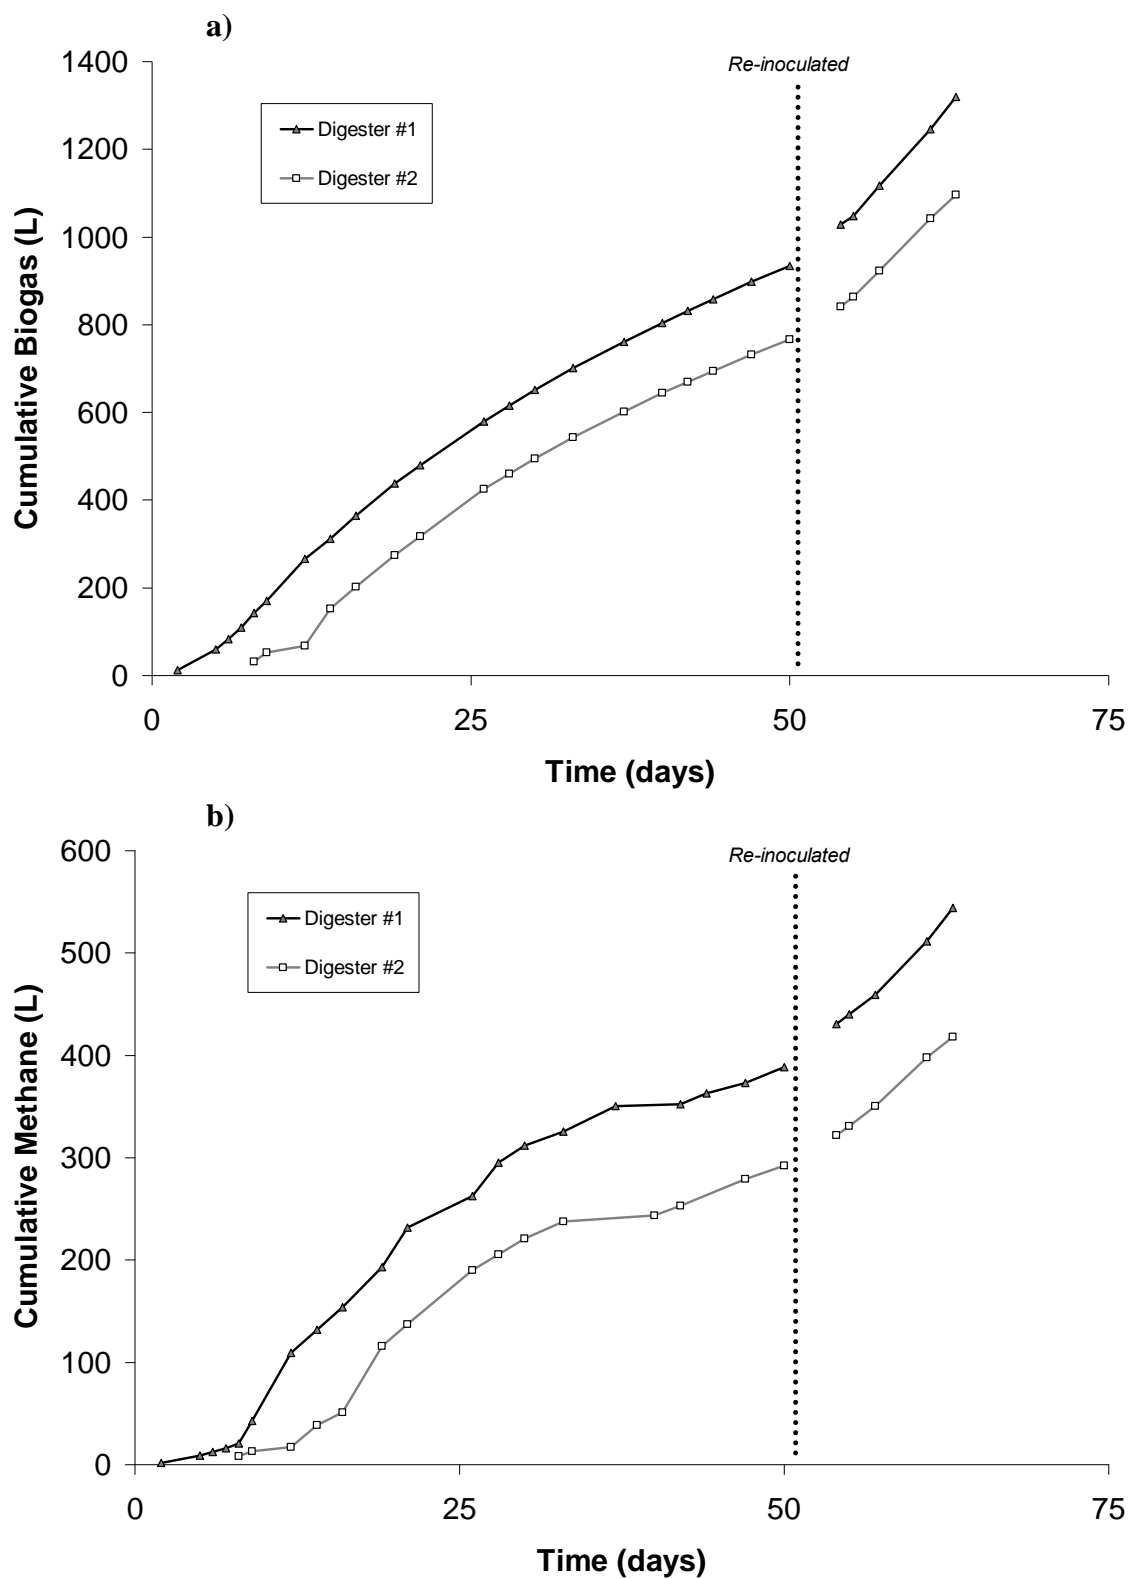 a)
1400
Re-inoculated
1200
Digester #1
Digester #2
1000
800
600
400
200
0
Cumulative Biogas (L)
0 25 50 75
Time (days)
b)
600
Re-inoculated
Digester #1
500
Digester #2
400
300
200
100
0
Cumulative Methane (L)
0 25 50 75
Time (days)